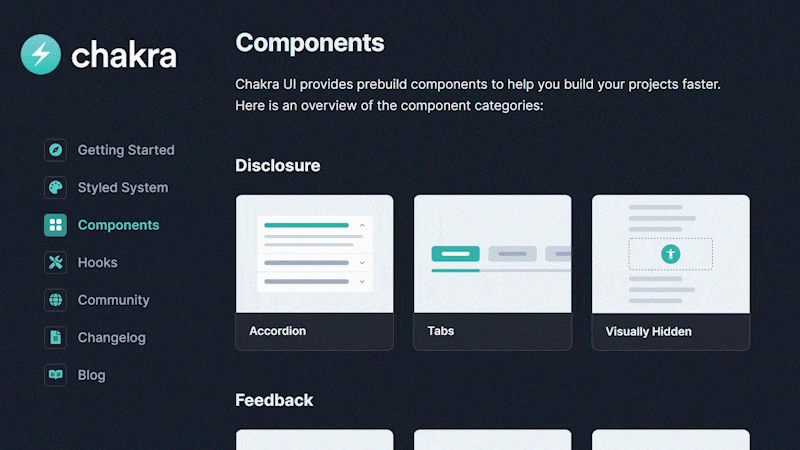 chakra
Getting Started
Styled System
Components
Hooks
Community
Changelog
Blog
Components
Chakra UI provides prebuild components to help you build your projects faster.
Here is an overview of the component categories:
Disclosure
Accordion
Tabs
Visually Hidden
Feedback